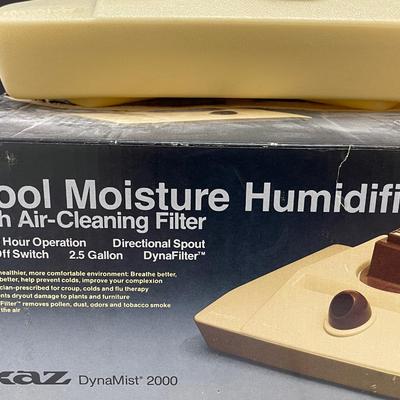 ool Moisture Humidifi
h Air-Cleaning Filter
Hour Operation Directional Spout
Off Switch 2.5 Gallon DynaFilter™
healthier, more comfortable environment: Breathe better,
better, help prevent colds, improve your complexion
cian-prescribed for croup, colds and flu therapy
ents dryout damage to plants and furniture
Filter™ removes pollen, dust, odors and tobacco smoke
the air
kaz DynaMist® 2000